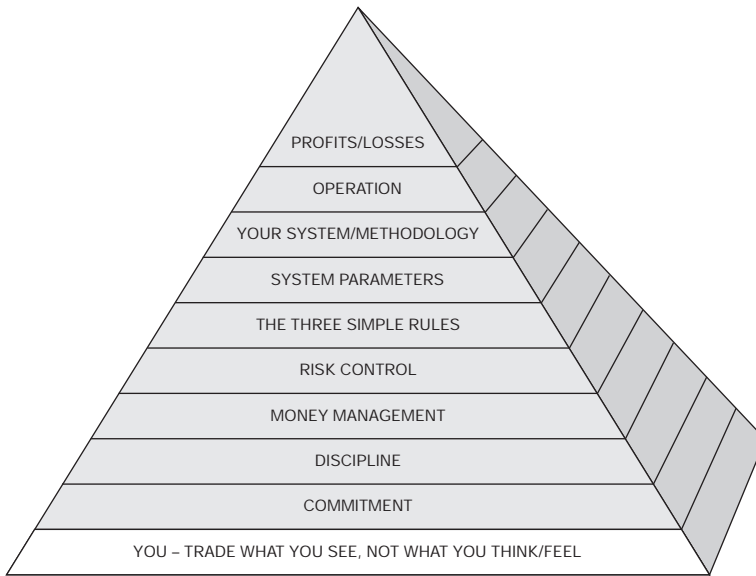 PROFITS/LOSSES
OPERATION
YOUR SYSTEM/METHODOLOGY
SYSTEM PARAMETERS
THE THREE SIMPLE RULES
RISK CONTROL
MONEY MANAGEMENT
DISCIPLINE
COMMITMENT
YOU – TRADE WHAT YOU SEE, NOT WHAT YOU THINK/FEEL